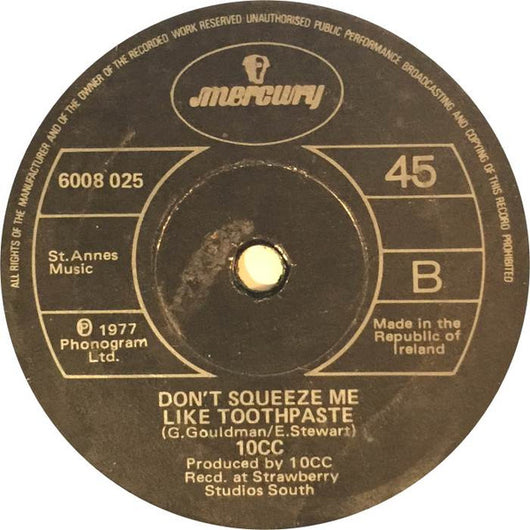 ALL RIGHTS OF THE MANUFACTURER AND OF THE OWNER OF THE RECORDED WORK RESERVED UNAUTHORISED PUBLIC PERFORMANCE BROADCASTING AND COPYING OF THIS RECORD PROHIBITED
mercury
6008 025
45
St. Annes
Music
B
℗ 1977
Phonogram
Ltd.
Made in the
Republic of
Ireland
DON'T SQUEEZE ME
LIKE TOOTHPASTE
(G.Gouldman/E.Stewart)
10CC
Produced by 10CC
Recd. at Strawberry
Studios South